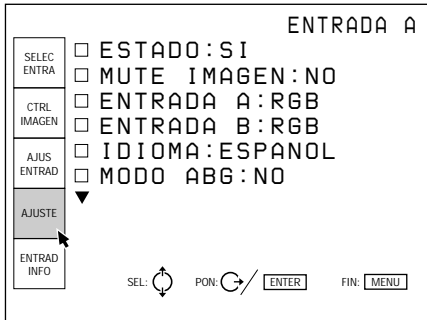 ENTRADA A
SELEC
ENTRA
CTRL
IMAGEN
AJUS
ENTRAD
AJUSTE
ENTRAD
INFO
ESTADO:SI
MUTE IMAGEN:NO
ENTRADA A:RGB
ENTRADA B:RGB
IDIOMA:ESPANOL
MODO ABG:NO
SEL: PON: / ENTER FIN: MENU